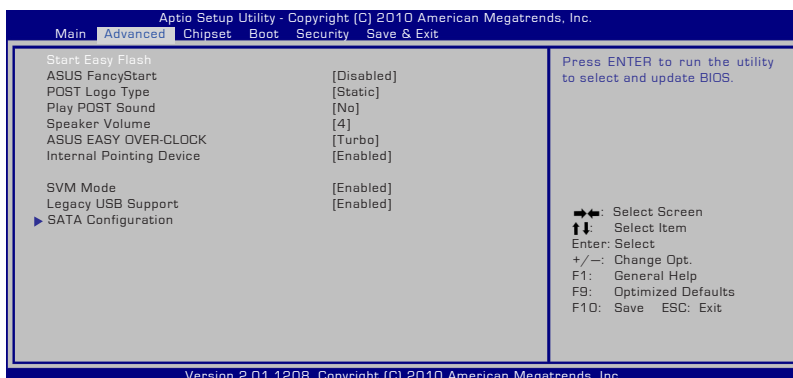 Aptio Setup Utility - Copyright (C) 2010 American Megatrends, Inc.
Main Advanced Chipset Boot Security Save & Exit
Start Easy Flash
ASUS FancyStart [Disabled]
POST Logo Type [Static]
Play POST Sound [No]
Speaker Volume [4]
ASUS EASY OVER-CLOCK [Turbo]
Internal Pointing Device [Enabled]
SVM Mode [Enabled]
Legacy USB Support [Enabled]
SATA Configuration
Press ENTER to run the utility
to select and update BIOS.
: Select Screen
: Select Item
Enter: Select
+/—: Change Opt.
F1: General Help
F9: Optimized Defaults
F10: Save ESC: Exit
Version 2.01.1208. Copyright (C) 2010 American Megatrends, Inc.